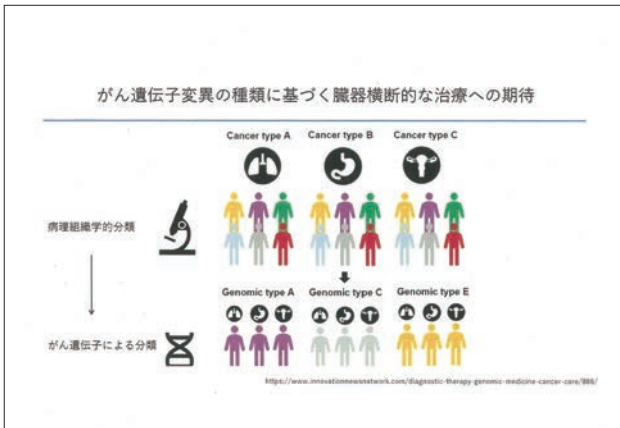 がん遺伝子変異の種類に基づく臓器横断的な治療への期待
Cancer type A Cancer type B Cancer type C
病理組織学的分類
Genomic type A Genomic type C Genomic type E
がん遺伝子による分類
https://www.innovationnewsnetwork.com/diagnostic-therapy-genomic-medicine-cancer-care/886/